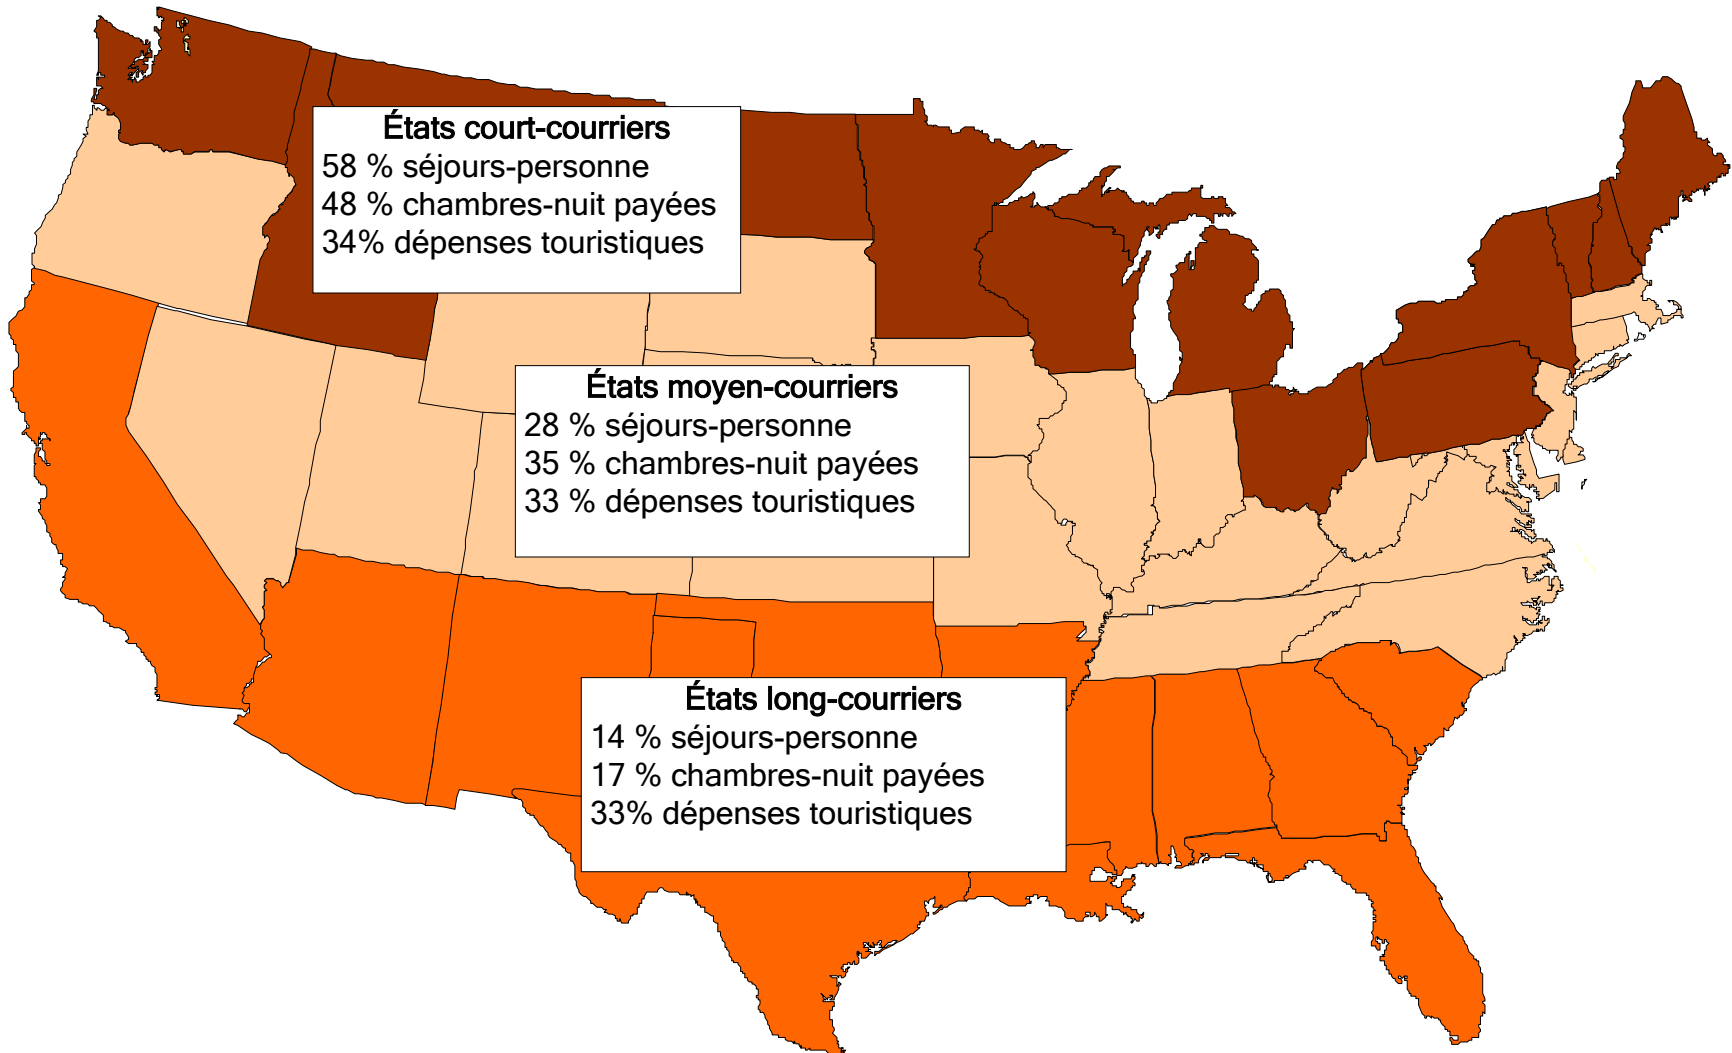 États court-courriers
58 % séjours-personne
48 % chambres-nuit payées
34% dépenses touristiques
États moyen-courriers
28 % séjours-personne
35 % chambres-nuit payées
33 % dépenses touristiques
États long-courriers
14 % séjours-personne
17 % chambres-nuit payées
33% dépenses touristiques